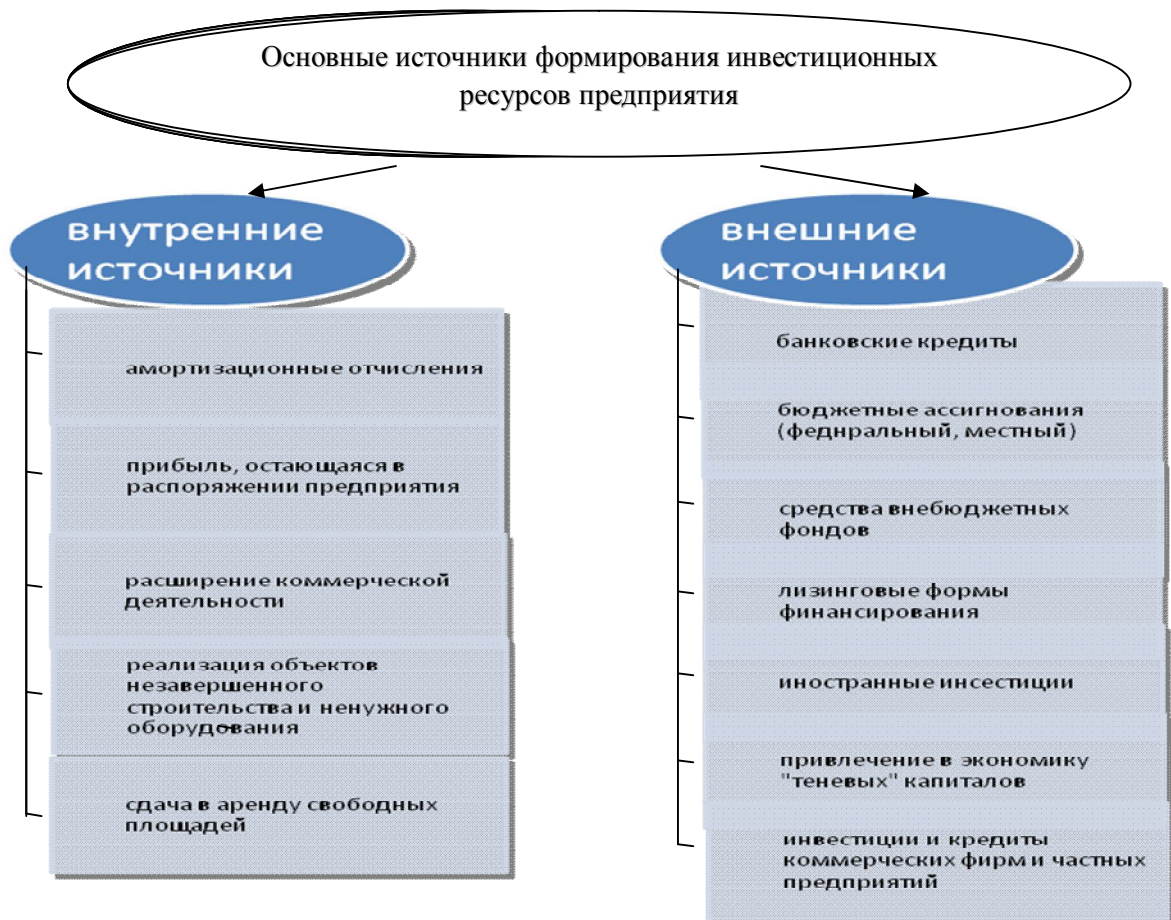 Основные источники формирования инвестиционных
ресурсов предприятия
внутренние
источники
амортизационные отчисления
прибыль, остающаяся в
распоряжении предприятия
расширение коммерческой
деятельности
реализация объектов
незавершенного
строительства и ненужного
оборудования
сдача в аренду свободных
площадей
внешние
источники
банковские кредиты
бюджетные ассигнования
(феднральный, местный)
средства внебюджетных
фондов
лизинговые формы
финансирования
иностранные инсестиции
привлечение в экономику
"теневых" капиталов
инвестиции и кредиты
коммерческих фирм и частных
предприятий